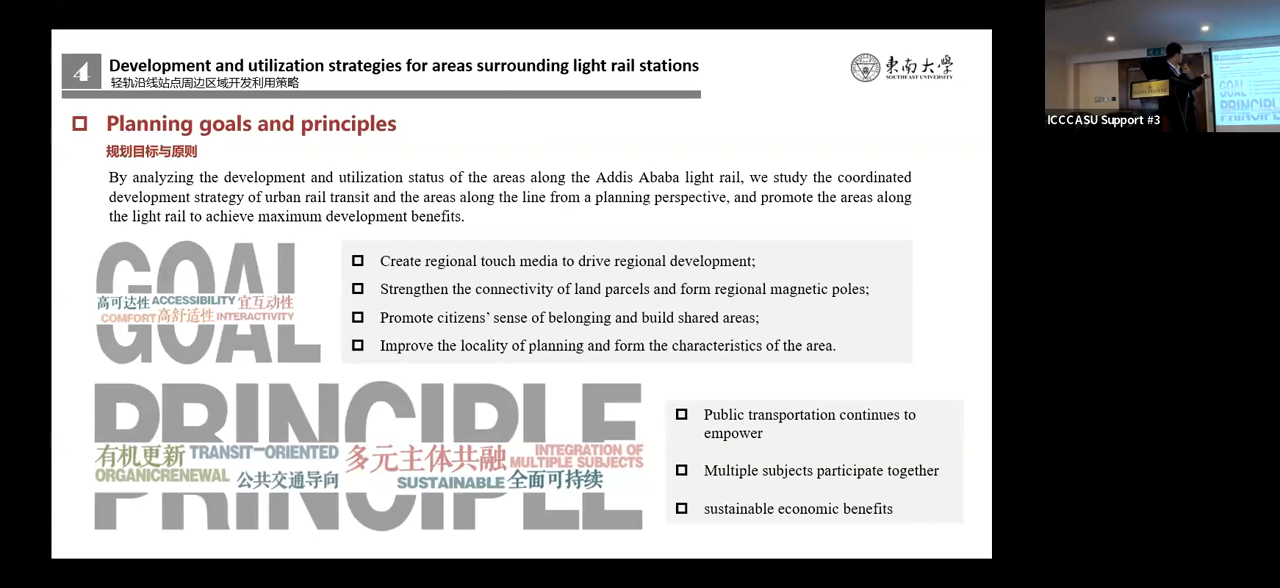 4
Development and utilization strategies for areas surrounding light rail stations
轻轨沿线站点周边区域开发利用策略
東南大學
SOUTHEAST UNIVERSITY
Planning goals and principles
规划目标与原则
By analyzing the development and utilization status of the areas along the Addis Ababa light rail, we study the coordinated
development strategy of urban rail transit and the areas along the line from a planning perspective, and promote the areas along
the light rail to achieve maximum development benefits.
GOAL
高可达性 ACCESSIBILITY 宜互动性
COMFORT 高舒适性 INTERACTIVITY
Create regional touch media to drive regional development;
Strengthen the connectivity of land parcels and form regional magnetic poles;
Promote citizens' sense of belonging and build shared areas;
Improve the locality of planning and form the characteristics of the area.
PRINCIPLE
有机更新 TRANSIT-ORIENTED 多元主体共融 INTEGRATION OF
MULTIPLE SUBJECTS
ORGANICRENEWAL 公共交通导向 SUSTAINABLE 全面可持续
Public transportation continues to
empower
Multiple subjects participate together
sustainable economic benefits
ICCCASU Support #3
GOAL
PRINCIPLE